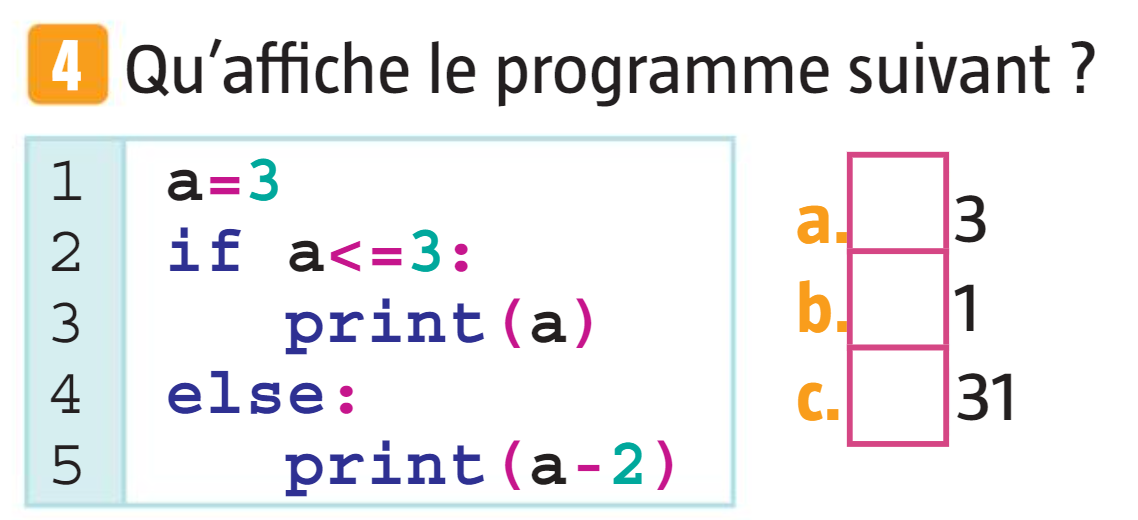 4 Qu'affiche le programme suivant ?
1 a=3
2 if a<=3:
3     print(a)
4 else:
5     print(a-2)
a. 3
b. 1
c. 31